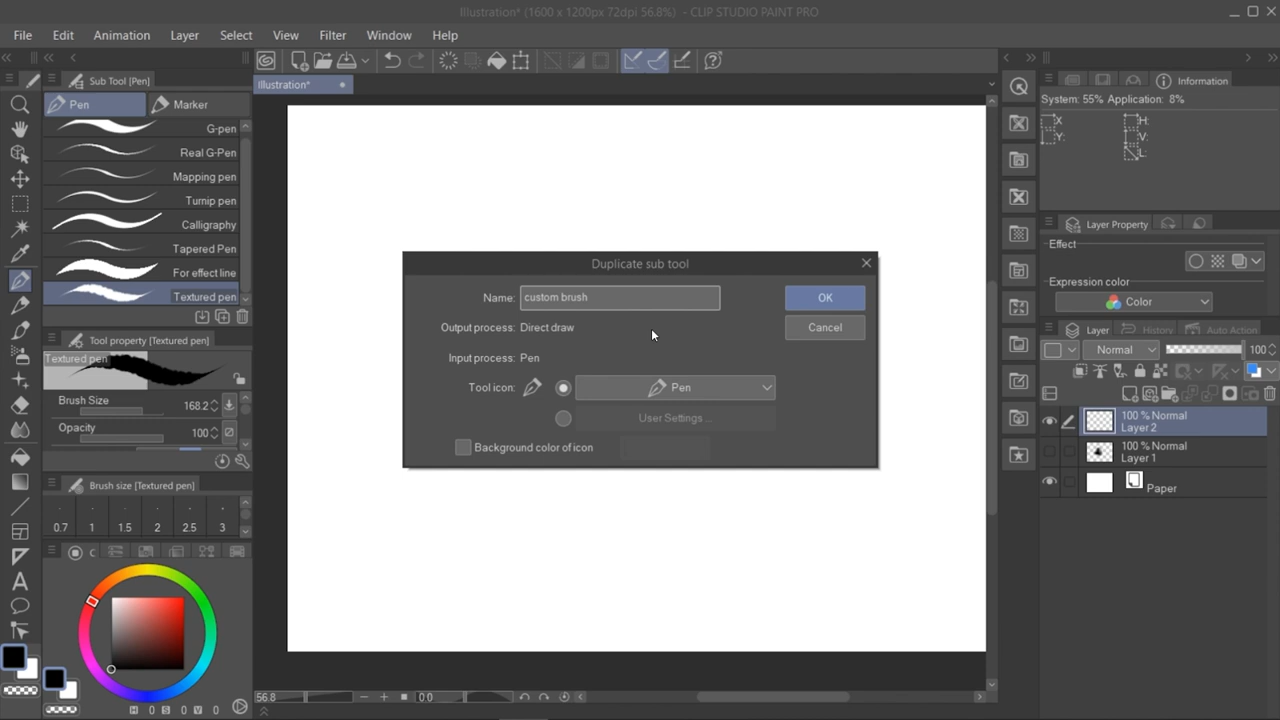 Illustration* (1600 x 1200px 72dpi 56.8%) - CLIP STUDIO PAINT PRO
File Edit Animation Layer Select View Filter Window Help
Sub Tool [Pen]
Pen Marker
G-pen
Real G-Pen
Mapping pen
Turnip pen
Calligraphy
Tapered Pen
For effect line
Textured pen
Tool property [Textured pen]
Textured pen
Brush Size 168.2
Opacity 100
Brush size [Textured pen]
0.7 1 1.5 2 2.5 3
C
H 0 S 0 V 0
Illustration*
Duplicate sub tool
Name: custom brush OK
Output process: Direct draw Cancel
Input process: Pen
Tool icon: Pen
User Settings ...
Background color of icon
56.8 0.0
Information
System: 55% Application: 8%
X H:
Y: V:
L:
Layer Property
Effect
Expression color
Color
Layer History Auto Action
Normal 100
100 % Normal
Layer 2
100 % Normal
Layer 1
Paper